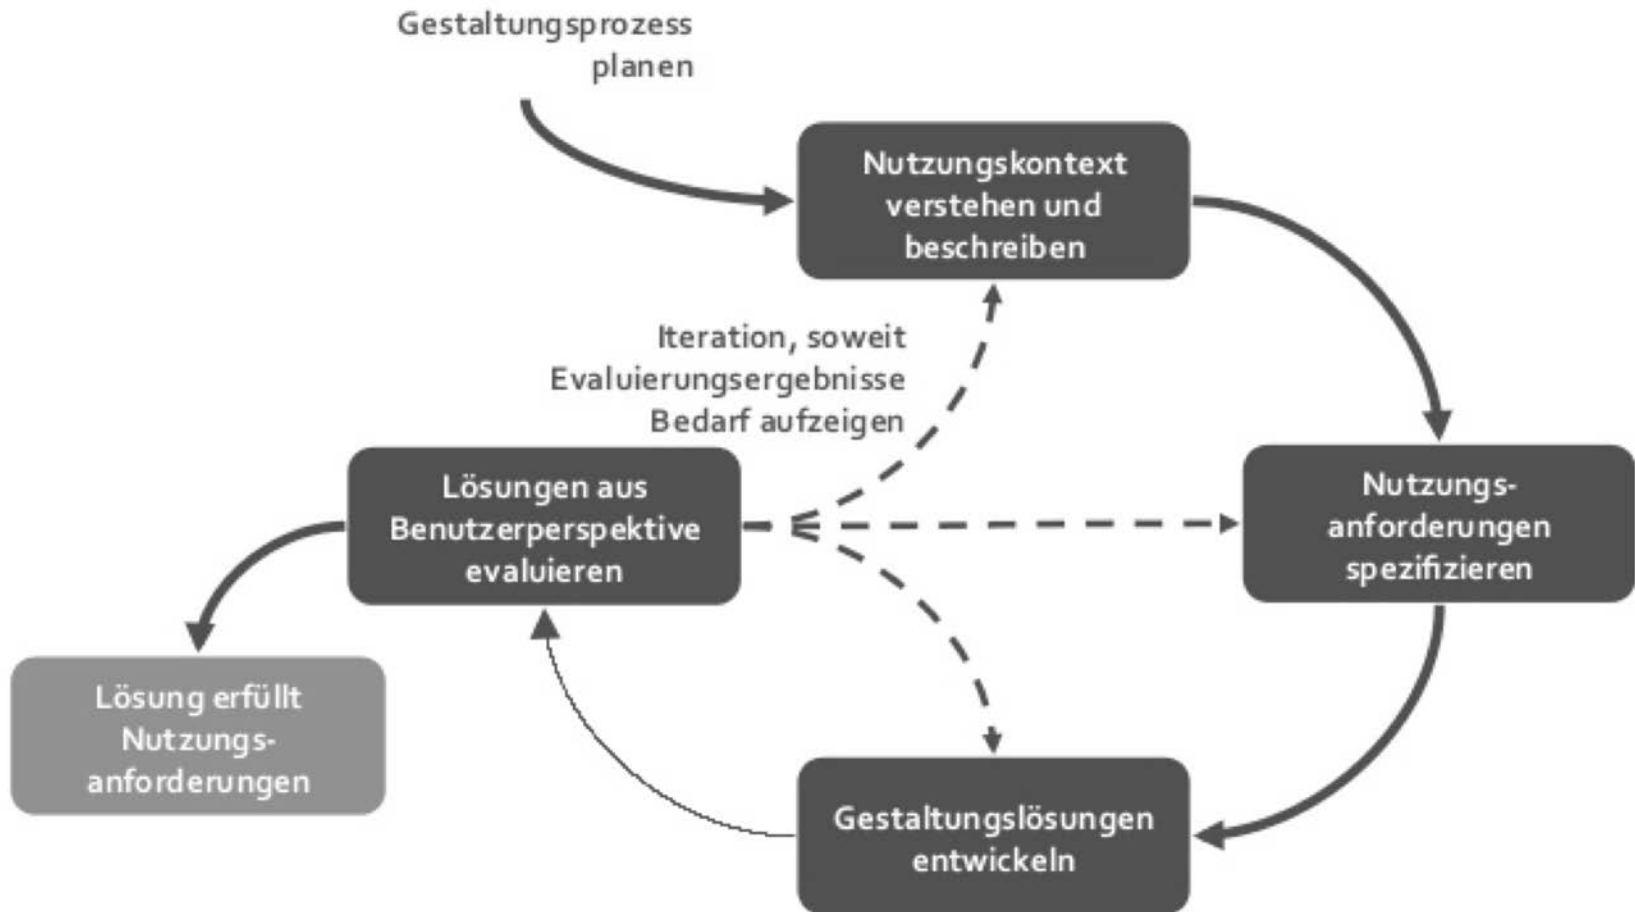 Gestaltungsprozess
planen
Nutzungskontext
verstehen und
beschreiben
Iteration, soweit
Evaluierungsergebnisse
Bedarf aufzeigen
Lösungen aus
Benutzerperspektive
evaluieren
Nutzungs-
anforderungen
spezifizieren
Lösung erfüllt
Nutzungs-
anforderungen
Gestaltungslösungen
entwickeln